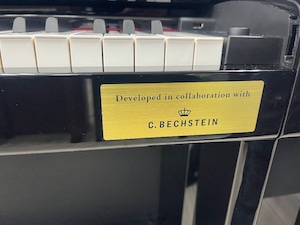 Developed in collaboration with
C. BECHSTEIN